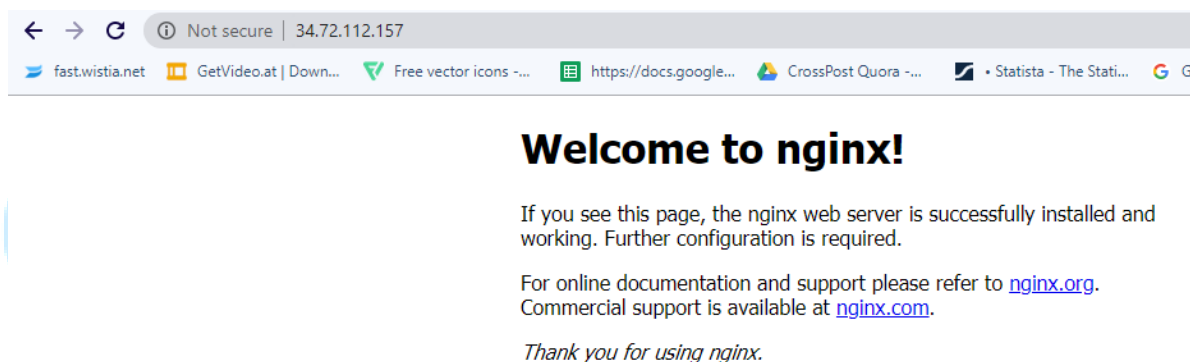 Not secure | 34.72.112.157
fast.wistia.net GetVideo.at | Down... Free vector icons -... https://docs.google... CrossPost Quora -... • Statista - The Stati... G
Welcome to nginx!
If you see this page, the nginx web server is successfully installed and
working. Further configuration is required.
For online documentation and support please refer to nginx.org.
Commercial support is available at nginx.com.
Thank you for using nginx.